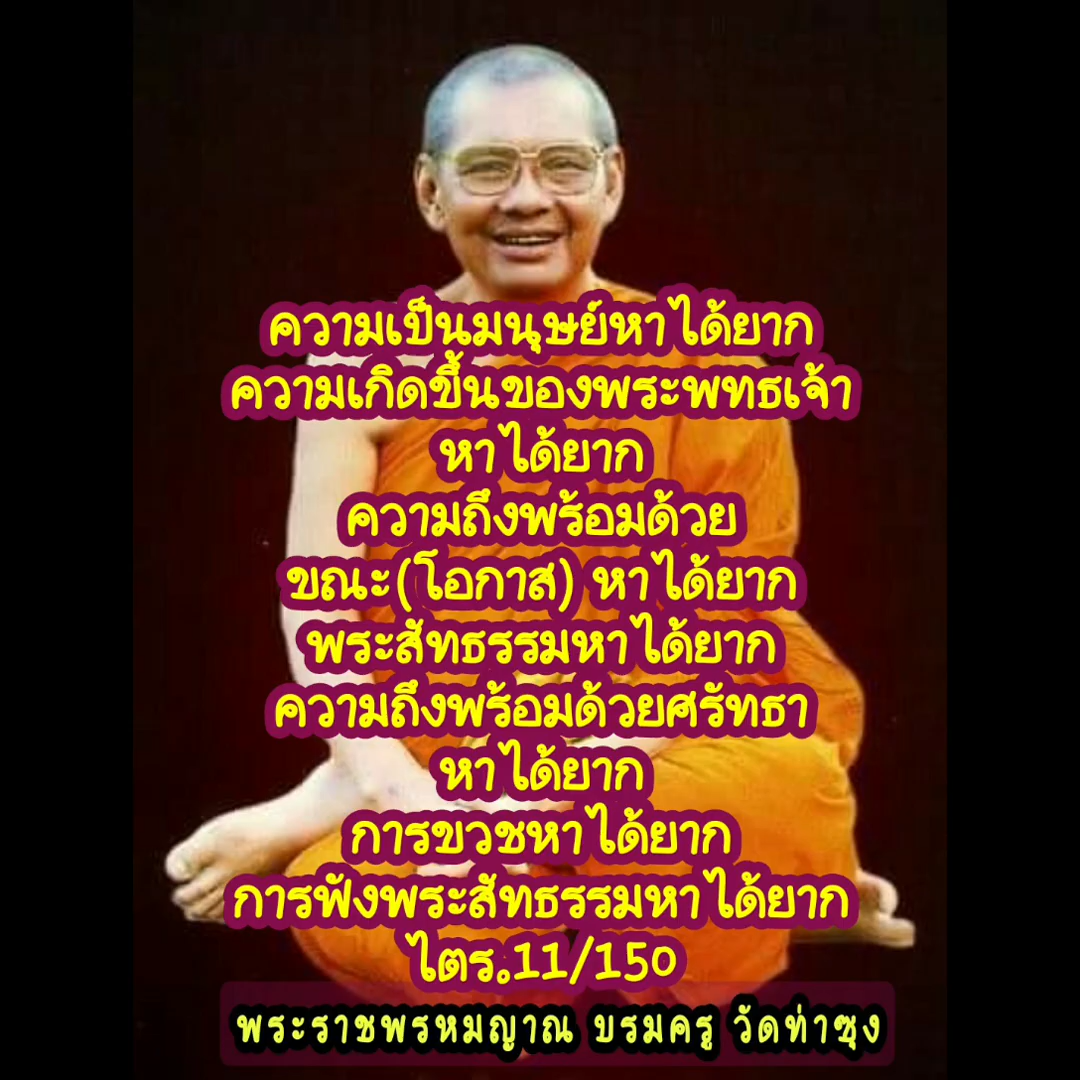 ความเป็นมนุษย์หาได้ยาก
ความเกิดขึ้นของพระพทธเจ้า
หาได้ยาก
ความถึงพร้อมด้วย
ขณะ(โอกาส) หาได้ยาก
พระสัทธรรมหาได้ยาก
ความถึงพร้อมด้วยศรัทธา
หาได้ยาก
การขวชหาได้ยาก
การฟังพระสัทธรรมหาได้ยาก
ไตร.11/150
พระราชพรหมญาณ บรมครู วัดท่าซุง